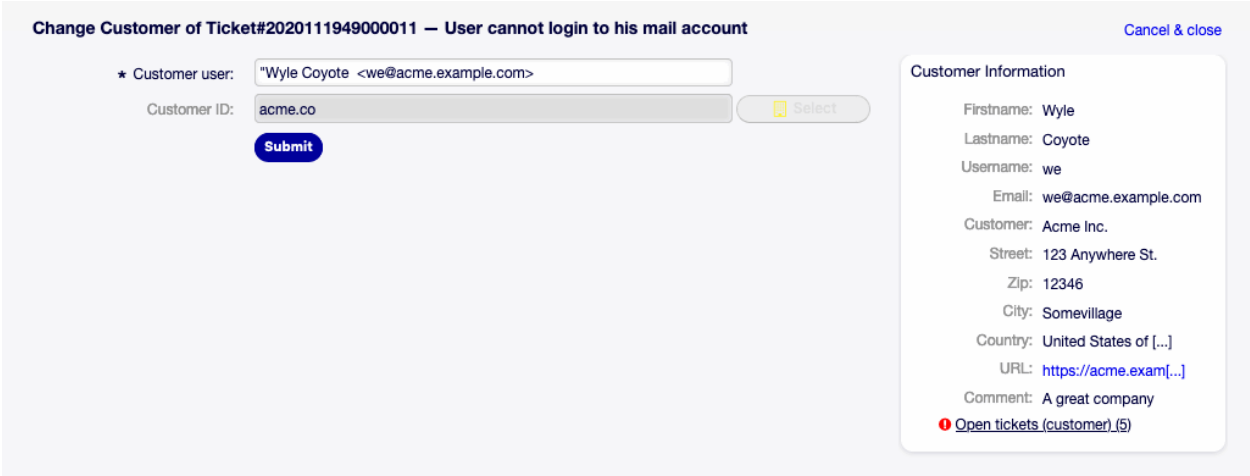 Change Customer of Ticket#2020111949000011 — User cannot login to his mail account
Cancel & close
★ Customer user: "Wyle Coyote  <we@acme.example.com>
Customer ID: acme.co Select
Submit
Customer Information
Firstname: Wyle
Lastname: Coyote
Username: we
Email: we@acme.example.com
Customer: Acme Inc.
Street: 123 Anywhere St.
Zip: 12346
City: Somevillage
Country: United States of [...]
URL: https://acme.exam[...]
Comment: A great company
Open tickets (customer) (5)